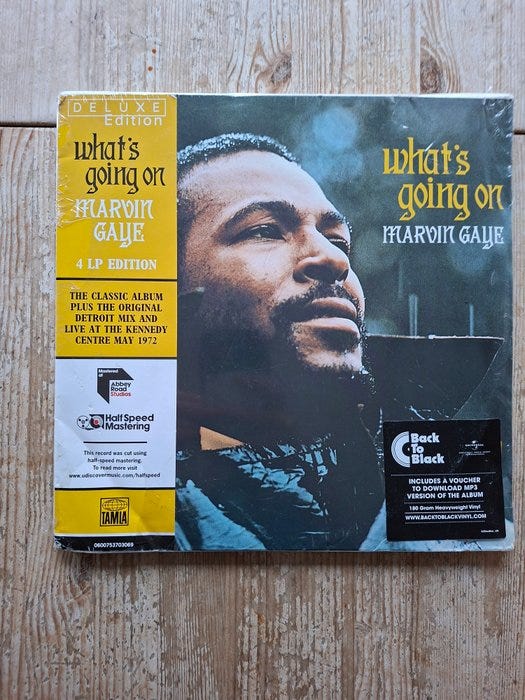 DELUXE
Edition
what's
going on
MARVIN
GAYE
4 LP EDITION
THE CLASSIC ALBUM
PLUS THE ORIGINAL
DETROIT MIX AND
LIVE AT THE KENNEDY
CENTRE MAY 1972
Mastered
at
Abbey
Road
Studios
Half Speed
Mastering
This record was cut using
half-speed mastering.
To read more visit
www.udiscovermusic.com/halfspeed
TAMLA
0600753703069
what's
going on
MARVIN GAYE
Back
To
Black
INCLUDES A VOUCHER
TO DOWNLOAD MP3
VERSION OF THE ALBUM
180 Gram Heavyweight Vinyl
WWW.BACKTOBLACKVINYL.COM